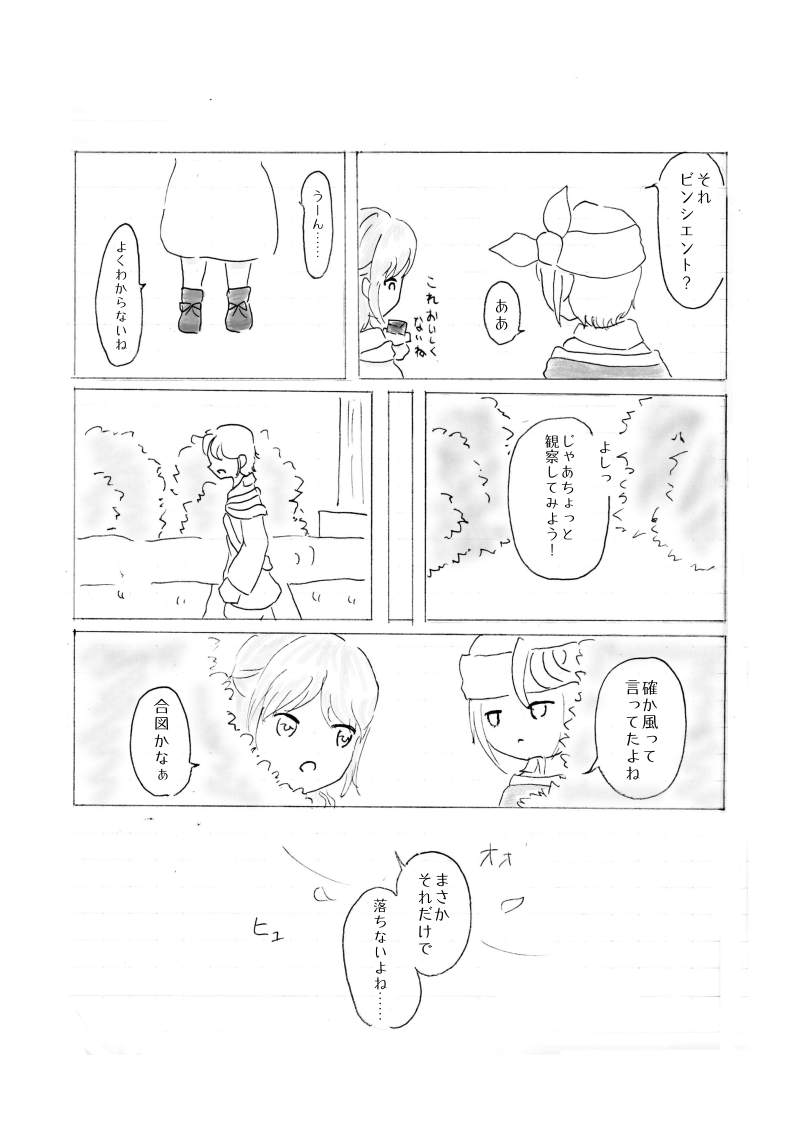 それ
ビンシエント?
ああ
これおいしく
ないね
うーん……
よくわからないね
よしっ
じゃあちょっと
観察してみよう!
確か風って
言ってたよね
合図かなぁ
オオ
まさか
それだけで
落ちないよね……
ヒュ